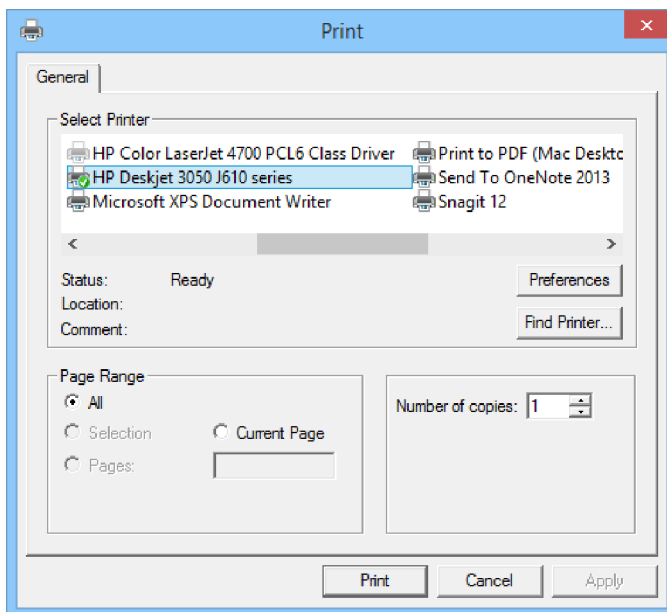 Print
General
Select Printer
HP Color LaserJet 4700 PCL6 Class Driver
HP Deskjet 3050 J610 series
Microsoft XPS Document Writer
Print to PDF (Mac Deskto
Send To OneNote 2013
Snagit 12
Status: Ready
Location:
Comment:
Preferences
Find Printer...
Page Range
All
Selection
Current Page
Pages:
Number of copies: 1
Print
Cancel
Apply